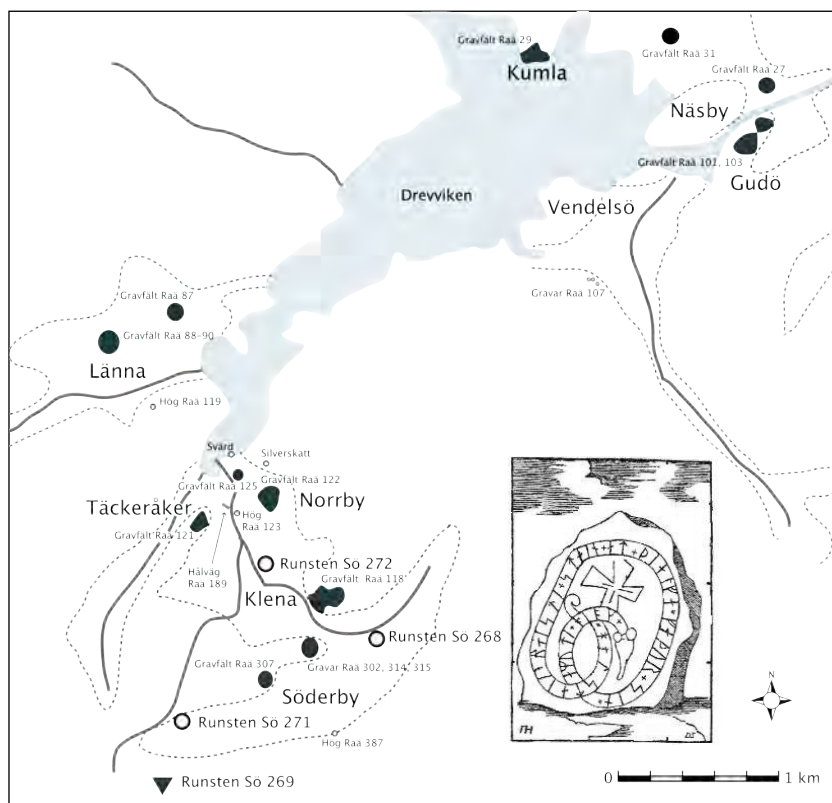 Gravfält Raä 29
Kumla
Gravfält Raä 31
Gravfält Raä 27
Näsby
Gravfält Raä 101, 103
Gudö
Drevviken
Vendelsö
Gravar Raä 107
Gravfält Raä 87
Gravfält Raä 88–90
Länna
Hög Raä 119
Svärd
Silverskatt
Gravfält Raä 122
Gravfält Raä 125
Norrby
Täckeråker
Hög
Raä 123
Gravfält Raä 121
Hålväg
Raä 189
Runsten Sö 272
Gravfält Raä 118
Klena
Runsten Sö 268
Gravfält Raä 307
Gravar Raä 302, 314, 315
Söderby
Runsten Sö 271
Hög Raä 387
Runsten Sö 269
N
0
1 km